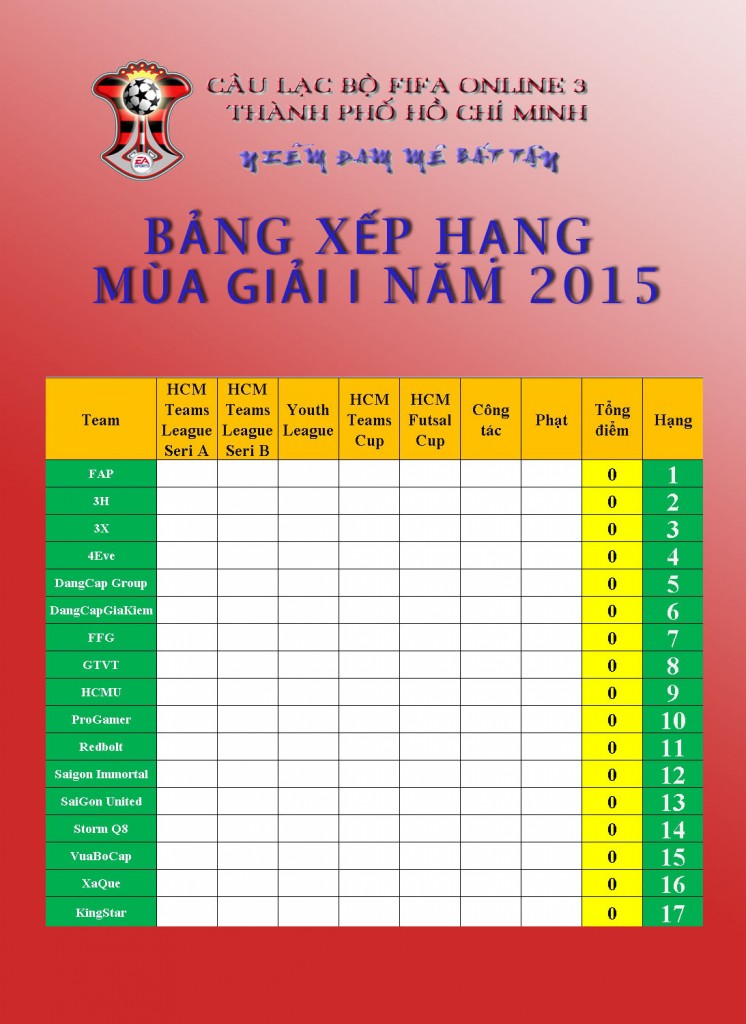 CÂU LẠC BỘ FIFA ONLINE 3
THÀNH PHỐ HỒ CHÍ MINH
NIỀM ĐAM MÊ BẤT TẬN
EA
SPORTS
BẢNG XẾP HẠNG
MÙA GIẢI I NĂM 2015
Team HCM Teams League Seri A HCM Teams League Seri B Youth League HCM Teams Cup HCM Futsal Cup Công tác Phạt Tổng điểm Hạng
FAP 0 1
3H 0 2
3X 0 3
4Eve 0 4
DangCap Group 0 5
DangCapGiaKiem 0 6
FFG 0 7
GTVT 0 8
HCMU 0 9
ProGamer 0 10
Redbolt 0 11
Saigon Immortal 0 12
SaiGon United 0 13
Storm Q8 0 14
VuaBoCap 0 15
XaQue 0 16
KingStar 0 17